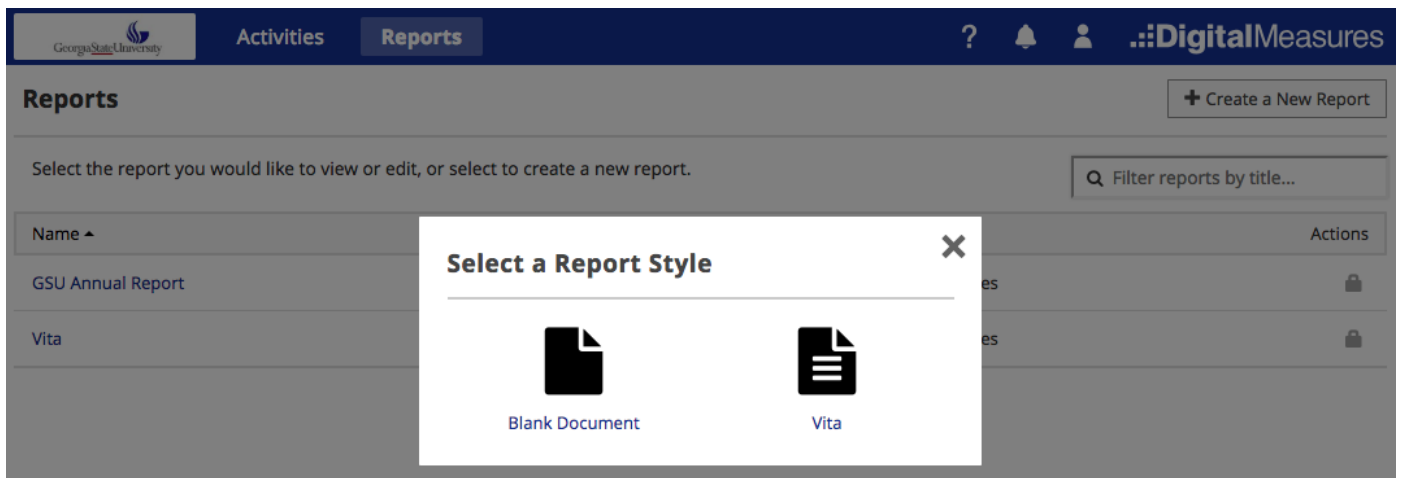 GeorgiaStateUniversity Activities Reports ? .::DigitalMeasures
Reports + Create a New Report
Select the report you would like to view or edit, or select to create a new report. Filter reports by title...
Name Actions
Select a Report Style
GSU Annual Report es
Vita es
Blank Document Vita